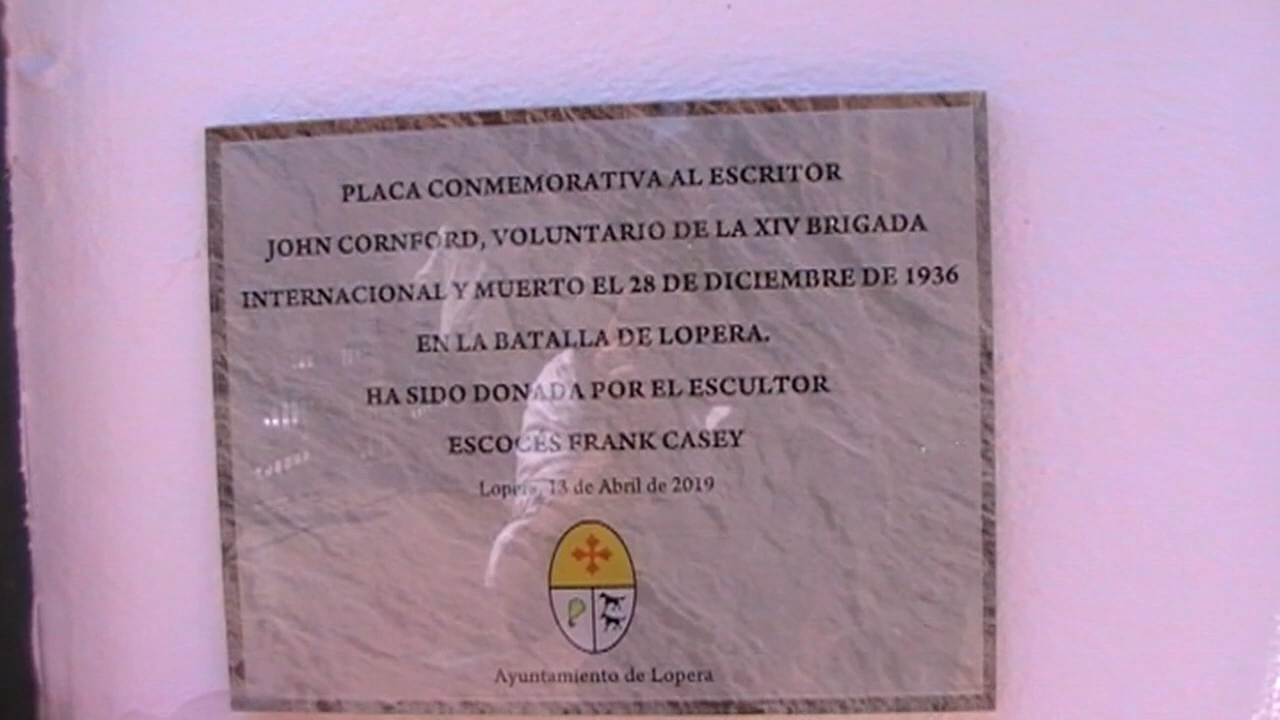 PLACA CONMEMORATIVA AL ESCRITOR
JOHN CORNFORD, VOLUNTARIO DE LA XIV BRIGADA
INTERNACIONAL Y MUERTO EL 28 DE DICIEMBRE DE 1936
EN LA BATALLA DE LOPERA.
HA SIDO DONADA POR EL ESCULTOR
ESCOCÉS FRANK CASEY
Lopera, 13 de Abril de 2019
Ayuntamiento de Lopera